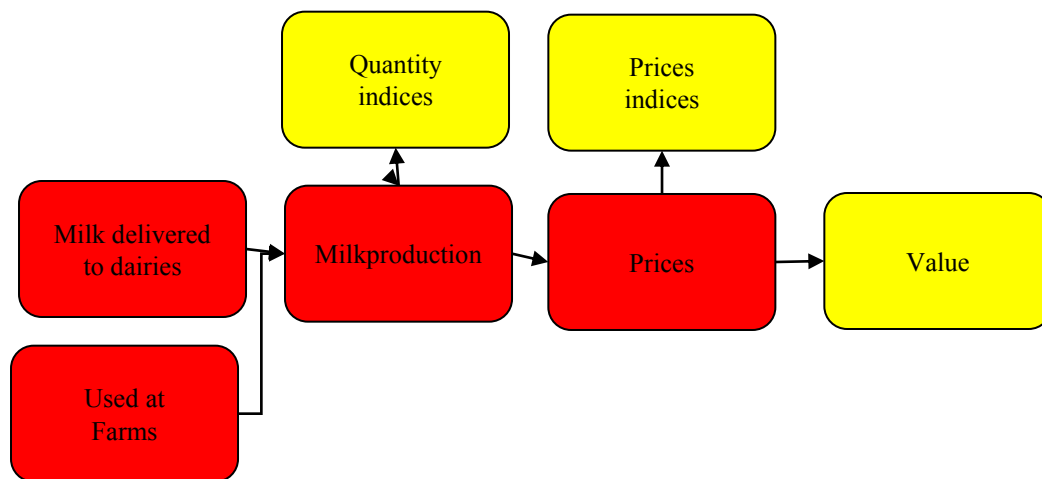 Quantity
indices
Prices
indices
Milk delivered
to dairies
Milkproduction
Prices
Value
Used at
Farms